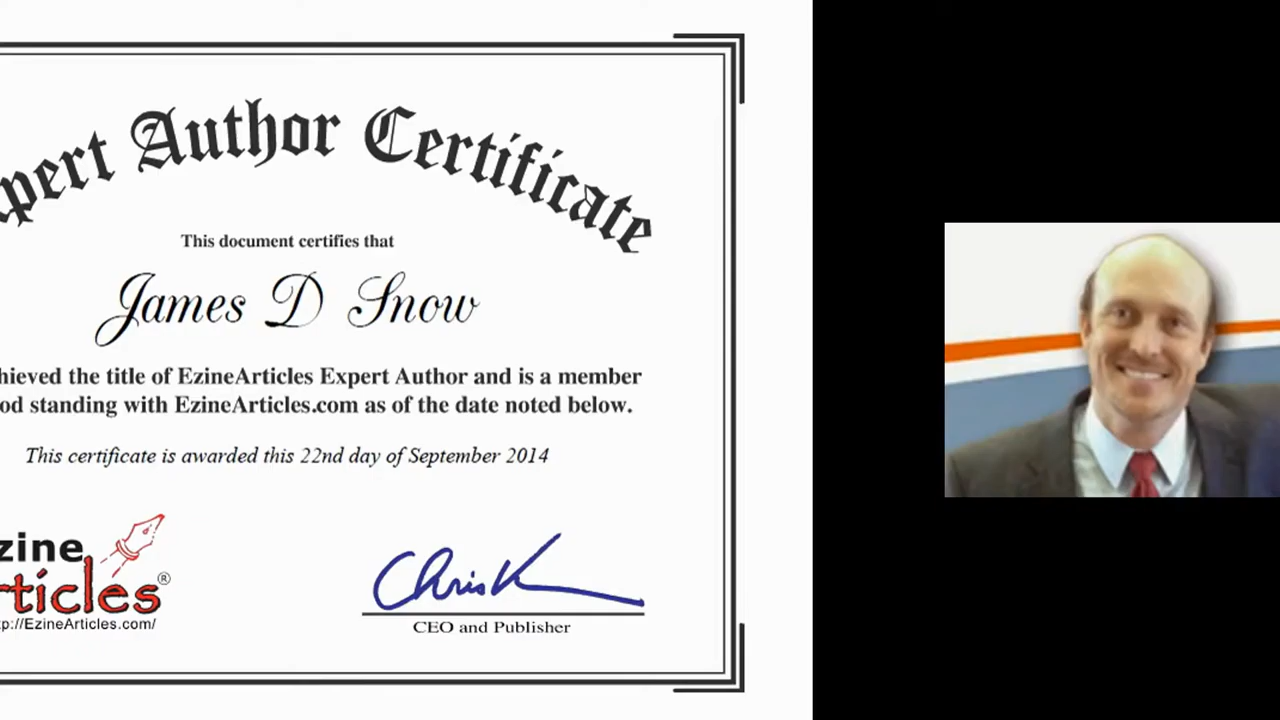 pert Author Certificate
This document certifies that
James D Snow
hieved the title of EzineArticles Expert Author and is a member
od standing with EzineArticles.com as of the date noted below.
This certificate is awarded this 22nd day of September 2014
zine
rticles®
p://EzineArticles.com/
ChrisK
CEO and Publisher